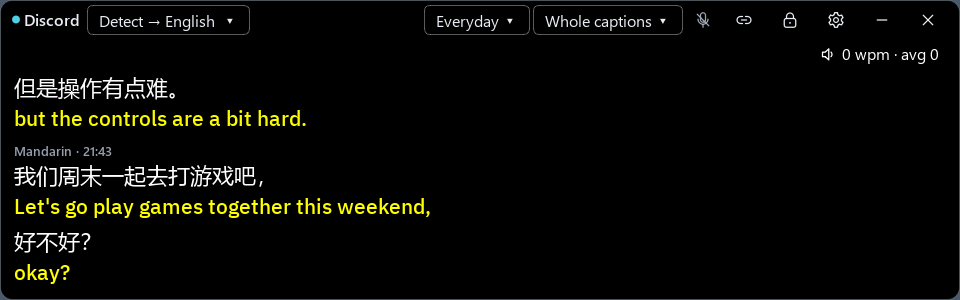 Discord
Detect → English ▼
Everyday ▼
Whole captions ▼
0 wpm · avg 0
但是操作有点难。
but the controls are a bit hard.
Mandarin · 21:43
我们周末一起去打游戏吧，
Let's go play games together this weekend,
好不好？
okay?